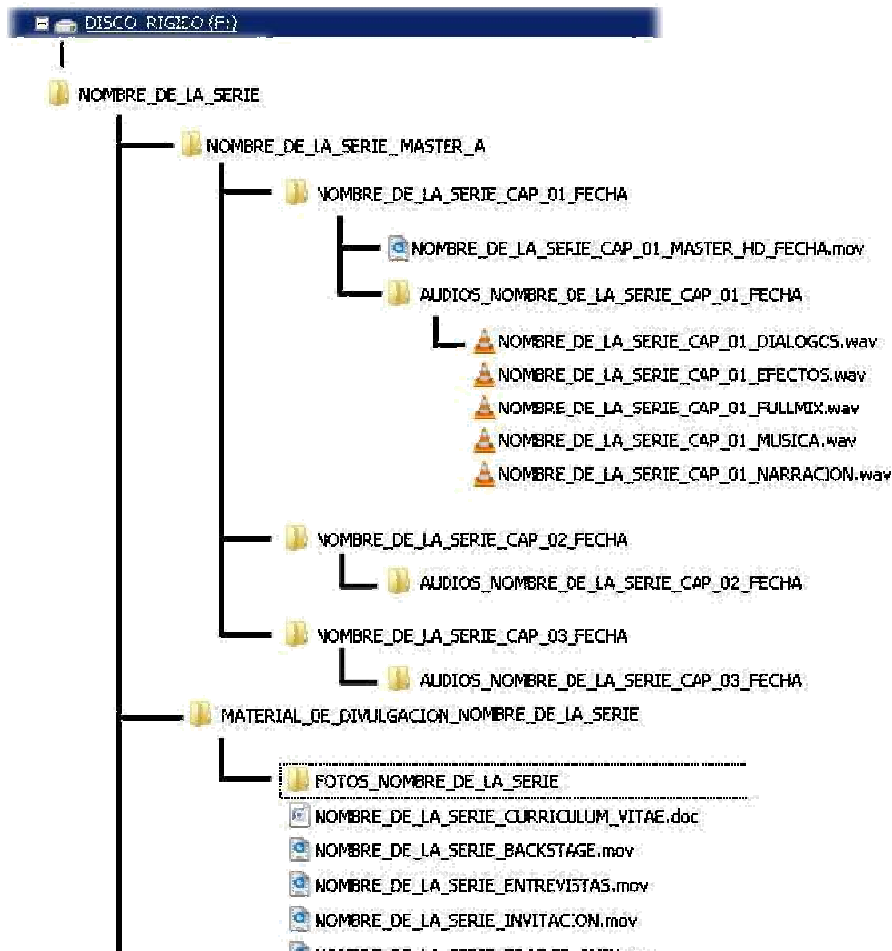 DISCO_RIGIDO (F:)
NOMBRE_DE_LA_SERIE
NOMBRE_DE_LA_SERIE_MASTER_A
NOMBRE_DE_LA_SERIE_CAP_01_FECHA
NOMBRE_DE_LA_SERIE_CAP_01_MASTER_HD_FECHA.mov
AUDIOS_NOMBRE_DE_LA_SERIE_CAP_01_FECHA
NOMBRE_DE_LA_SERIE_CAP_01_DIALOGOS.wav
NOMBRE_DE_LA_SERIE_CAP_01_EFECTOS.wav
NOMBRE_DE_LA_SERIE_CAP_01_FULLMIX.wav
NOMBRE_DE_LA_SERIE_CAP_01_MUSICA.wav
NOMBRE_DE_LA_SERIE_CAP_01_NARRACION.wav
NOMBRE_DE_LA_SERIE_CAP_02_FECHA
AUDIOS_NOMBRE_DE_LA_SERIE_CAP_02_FECHA
NOMBRE_DE_LA_SERIE_CAP_03_FECHA
AUDIOS_NOMBRE_DE_LA_SERIE_CAP_03_FECHA
MATERIAL_DE_DIVULGACION_NOMBRE_DE_LA_SERIE
FOTOS_NOMBRE_DE_LA_SERIE
NOMBRE_DE_LA_SERIE_CURRICULUM_VITAE.doc
NOMBRE_DE_LA_SERIE_BACKSTAGE.mov
NOMBRE_DE_LA_SERIE_ENTREVISTAS.mov
NOMBRE_DE_LA_SERIE_INVITACION.mov